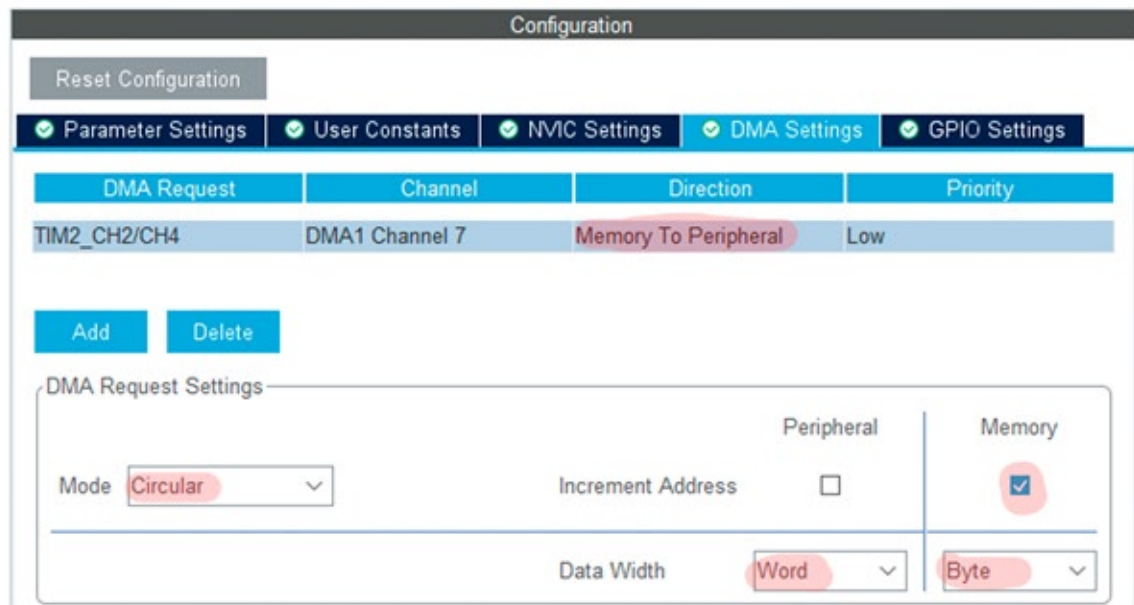 Configuration
Reset Configuration
Parameter Settings User Constants NVIC Settings DMA Settings GPIO Settings
DMA Request Channel Direction Priority
TIM2_CH2/CH4 DMA1 Channel 7 Memory To Peripheral Low
Add Delete
DMA Request Settings
Peripheral Memory
Mode Circular Increment Address
Data Width Word Byte